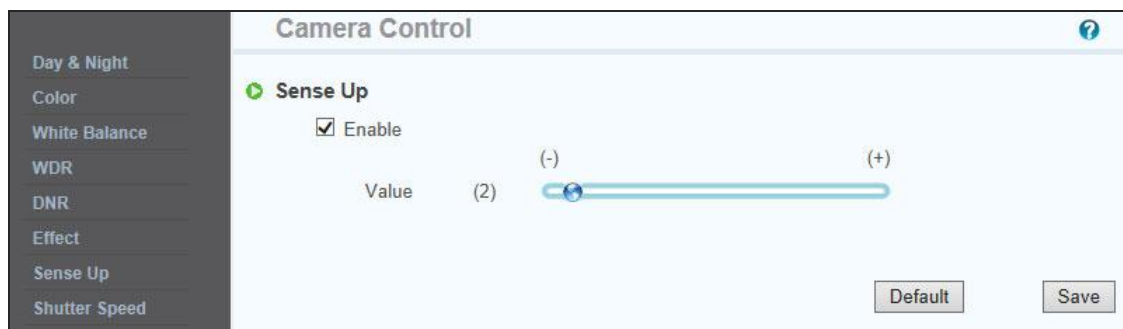 Camera Control
?
Day & Night
Color
White Balance
WDR
DNR
Effect
Sense Up
Shutter Speed
Sense Up
Enable
(-) (+)
Value (2)
Default Save